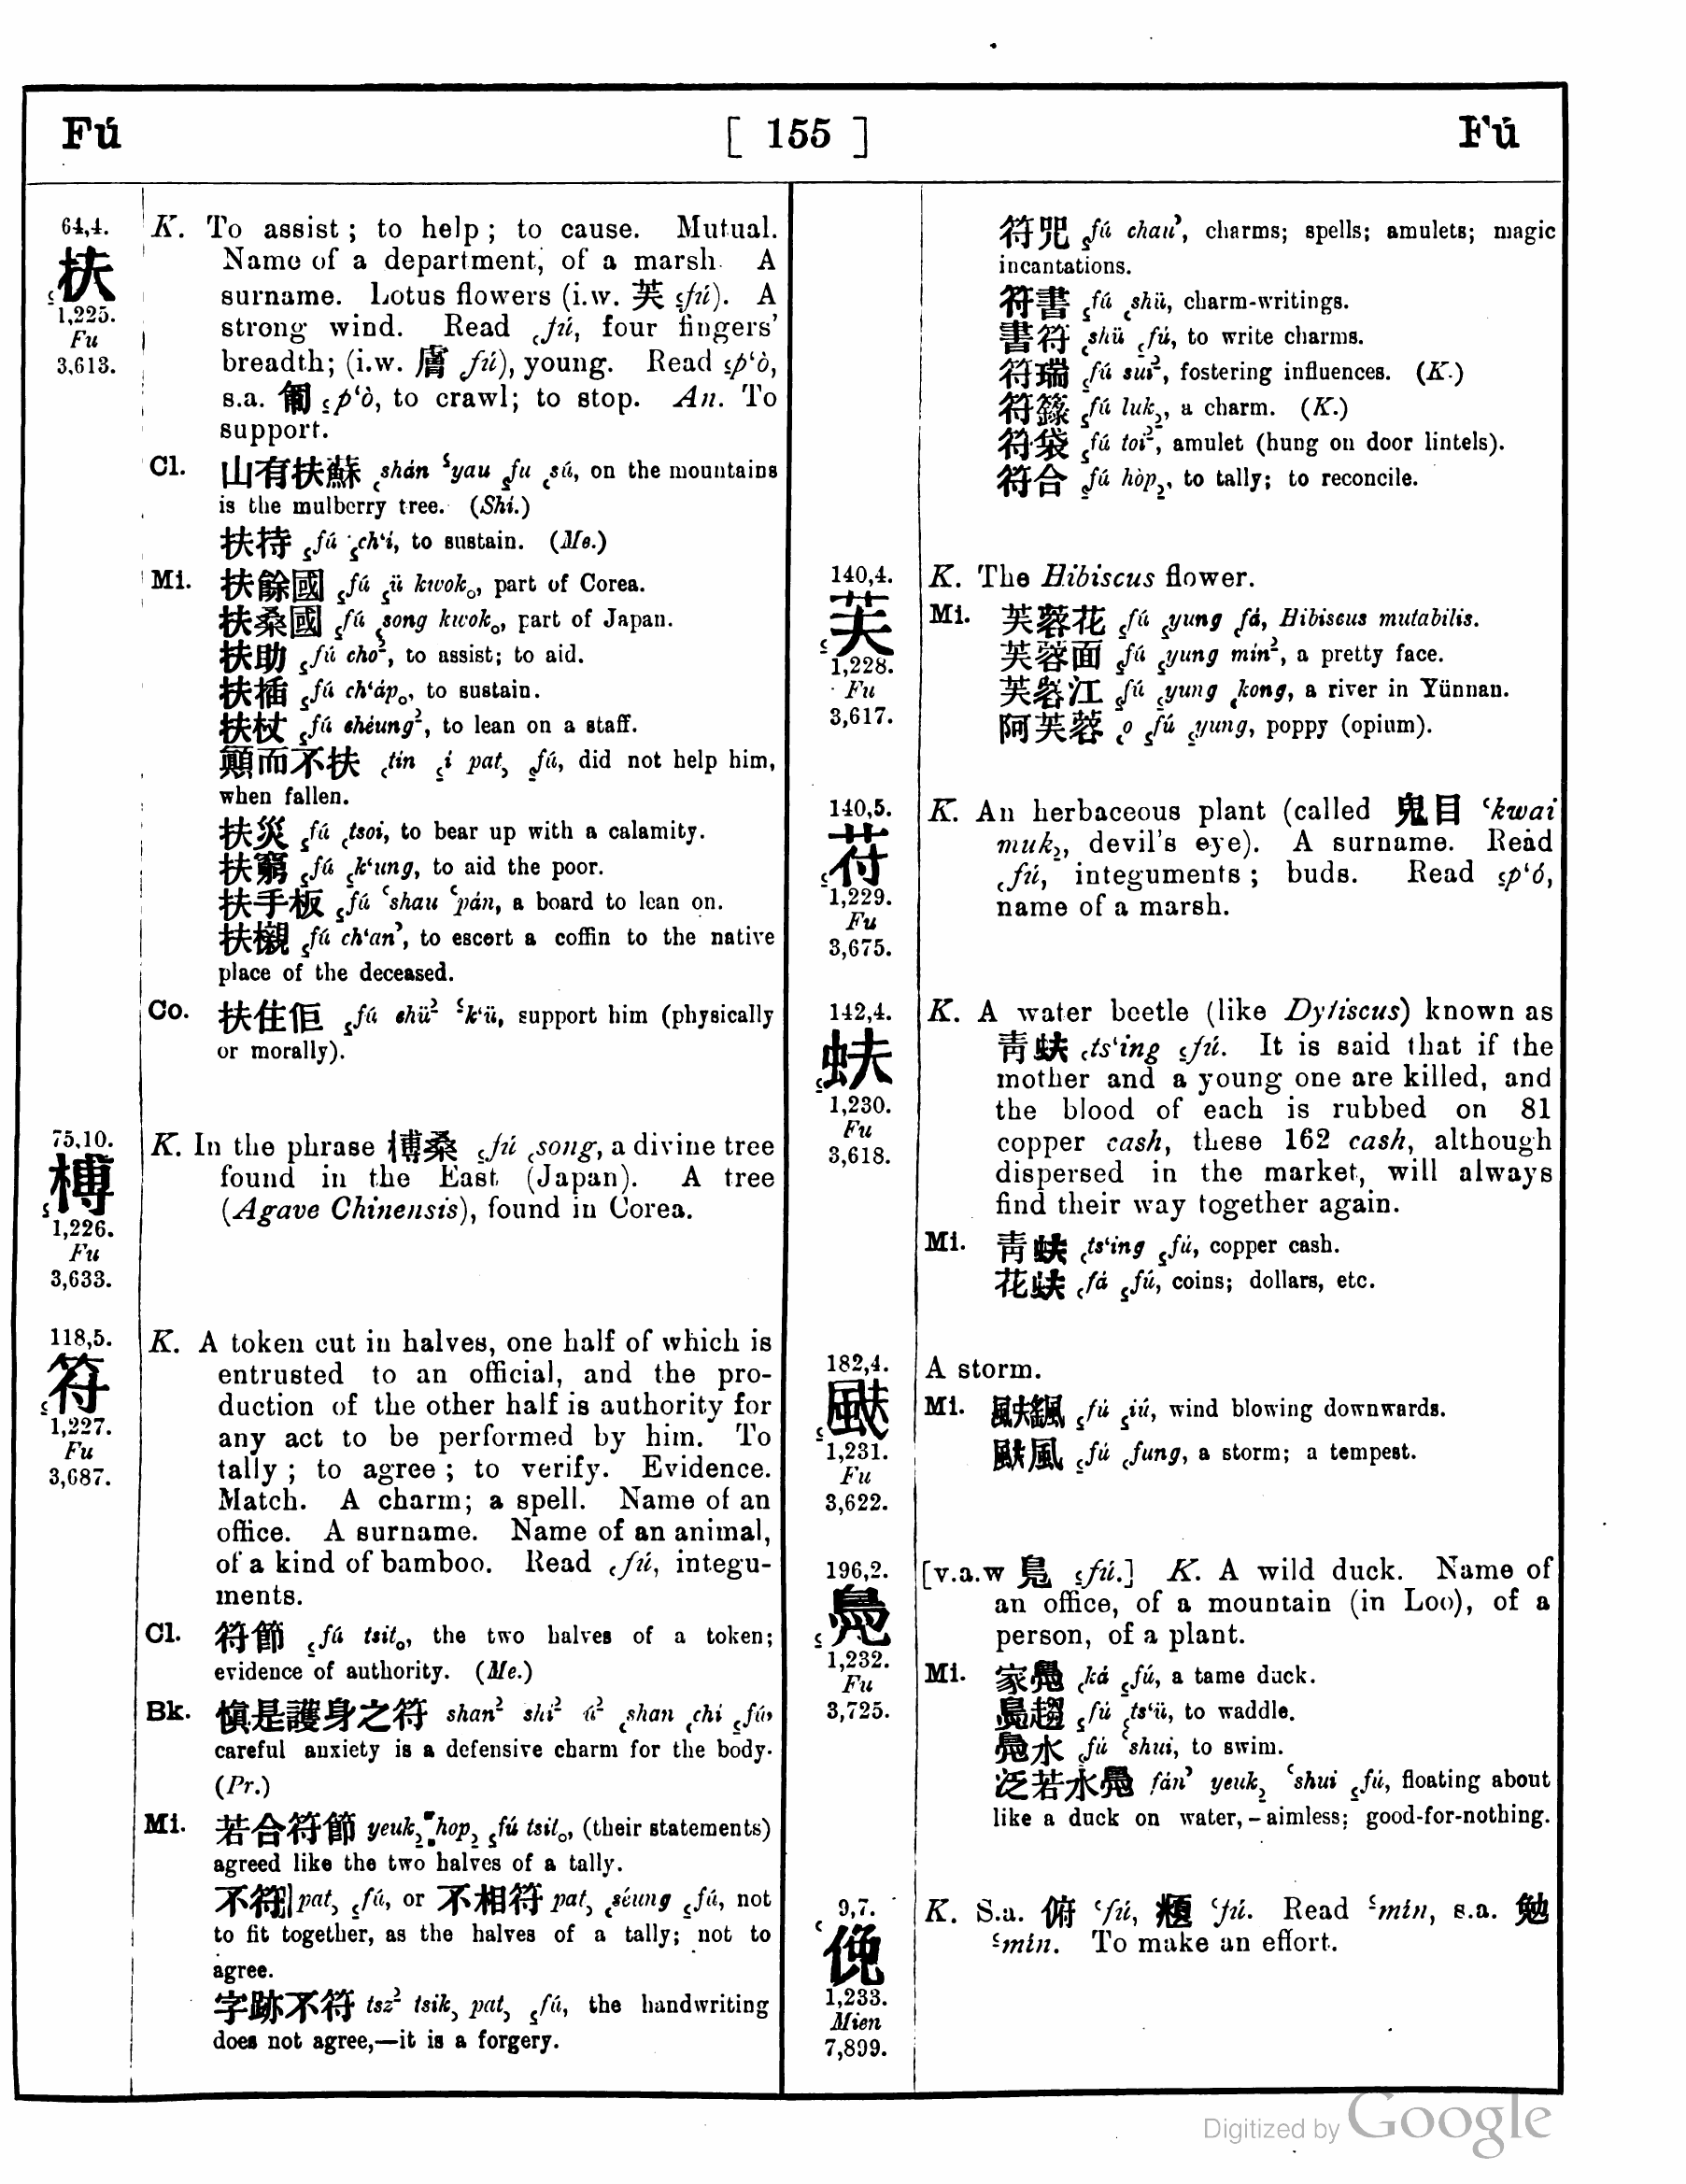 Fú
[ 155 ]
Fú
64,4.
扶
1,225.
Fu
3,613.
K. To assist; to help; to cause. Mutual.
Name of a department, of a marsh. A
surname. Lotus flowers (i.w. 芙 ꜁fú). A
strong wind. Read ꜀fú, four fingers'
breadth; (i.w. 膚 ꜀fú), young. Read ꜁p‘ò,
s.a. 匍 ꜁p‘ò, to crawl; to stop. An. To
support.
Cl. 山有扶蘇 ꜀shán ꜃yau ꜁fu ꜀sú, on the mountains
is the mulberry tree. (Shi.)
扶持 ꜁fú ꜁ch‘i, to sustain. (Me.)
Mi. 扶餘國 ꜁fú ꜁ü kwok, part of Corea.
扶桑國 ꜁fú ꜀song kwok, part of Japan.
扶助 ꜁fú cho², to assist; to aid.
扶插 ꜁fú ch‘áp, to sustain.
扶杖 ꜁fú chéung², to lean on a staff.
顚而不扶 ꜀tín ꜁í pat, ꜁fú, did not help him,
when fallen.
扶災 ꜁fú ꜀tsoi, to bear up with a calamity.
扶窮 ꜁fú ꜁k‘ung, to aid the poor.
扶手板 ꜁fú ꜂shau ꜂pán, a board to lean on.
扶櫬 ꜁fú ch‘an’, to escort a coffin to the native
place of the deceased.
Co. 扶住佢 ꜁fú chü² ꜃k‘ü, support him (physically
or morally).
75,10.
榑
1,226.
Fu
3,633.
K. In the phrase 榑桑 ꜁fú ꜀song, a divine tree
found in the East (Japan). A tree
(Agave Chinensis), found in Corea.
118,5.
符
1,227.
Fu
3,687.
K. A token cut in halves, one half of which is
entrusted to an official, and the pro-
duction of the other half is authority for
any act to be performed by him. To
tally; to agree; to verify. Evidence.
Match. A charm; a spell. Name of an
office. A surname. Name of an animal,
of a kind of bamboo. Read ꜀fú, integu-
ments.
Cl. 符節 ꜁fú tsit, the two halves of a token;
evidence of authority. (Me.)
Bk. 愼是護身之符 shan² shi² ú² ꜀shan ꜀chi ꜁fú,
careful anxiety is a defensive charm for the body.
(Pr.)
Mi. 若合符節 yeuk, hop, ꜁fú tsit, (their statements)
agreed like the two halves of a tally.
不符 pat, ꜁fú, or 不相符 pat, ꜀séung ꜁fú, not
to fit together, as the halves of a tally; not to
agree.
字跡不符 tsz² tsik, pat, ꜁fú, the handwriting
does not agree,—it is a forgery.
符咒 ꜁fú chau’, charms; spells; amulets; magic
incantations.
符書 ꜁fú ꜀shü, charm-writings.
書符 ꜀shü ꜁fú, to write charms.
符瑞 ꜁fú sui², fostering influences. (K.)
符籙 ꜁fú luk₂, a charm. (K.)
符袋 ꜁fú toi², amulet (hung on door lintels).
符合 ꜁fú hòp₂, to tally; to reconcile.
140,4.
芙
1,228.
Fu
3,617.
K. The Hibiscus flower.
Mi. 芙蓉花 ꜁fú ꜁yung ꜀fá, Hibiscus mutabilis.
芙蓉面 ꜁fú ꜁yung mín², a pretty face.
芙蓉江 ꜁fú ꜁yung ꜀kong, a river in Yünnan.
阿芙蓉 ꜀o ꜁fú ꜁yung, poppy (opium).
140,5.
苻
1,229.
Fu
3,675.
K. An herbaceous plant (called 鬼目 ꜂kwai
muk₂, devil's eye). A surname. Read
꜀fú, integuments; buds. Read ꜁p‘ó,
name of a marsh.
142,4.
蚨
1,230.
Fu
3,618.
K. A water beetle (like Dytiscus) known as
青蚨 ꜀ts‘ing ꜁fú. It is said that if the
mother and a young one are killed, and
the blood of each is rubbed on 81
copper cash, these 162 cash, although
dispersed in the market, will always
find their way together again.
Mi. 青蚨 ꜀ts‘ing ꜁fú, copper cash.
花蚨 ꜀fá ꜁fú, coins; dollars, etc.
182,4.
颫
1,231.
Fu
3,622.
A storm.
Mi. 颫 ꜁fú ꜁iú, wind blowing downwards.
颫風 ꜁fú ꜀fung, a storm; a tempest.
196,2.
鳧
1,232.
Fu
3,725.
[v.a.w ꜁fú.] K. A wild duck. Name of
an office, of a mountain (in Loo), of a
person, of a plant.
Mi. 家鳧 ꜀ká ꜁fú, a tame duck.
鳧趨 ꜁fú ꜀ts‘ü, to waddle.
鳧水 ꜁fú ꜂shui, to swim.
泛若水鳧 fán’ yeuk₂ ꜂shui ꜁fú, floating about
like a duck on water,—aimless; good-for-nothing.
9,7.
俛
1,233.
Mien
7,899.
K. S.a. 俯 ꜂fú, ꜂fú. Read ꜃mín, s.a. 勉
꜃mín. To make an effort.
Digitized by Google